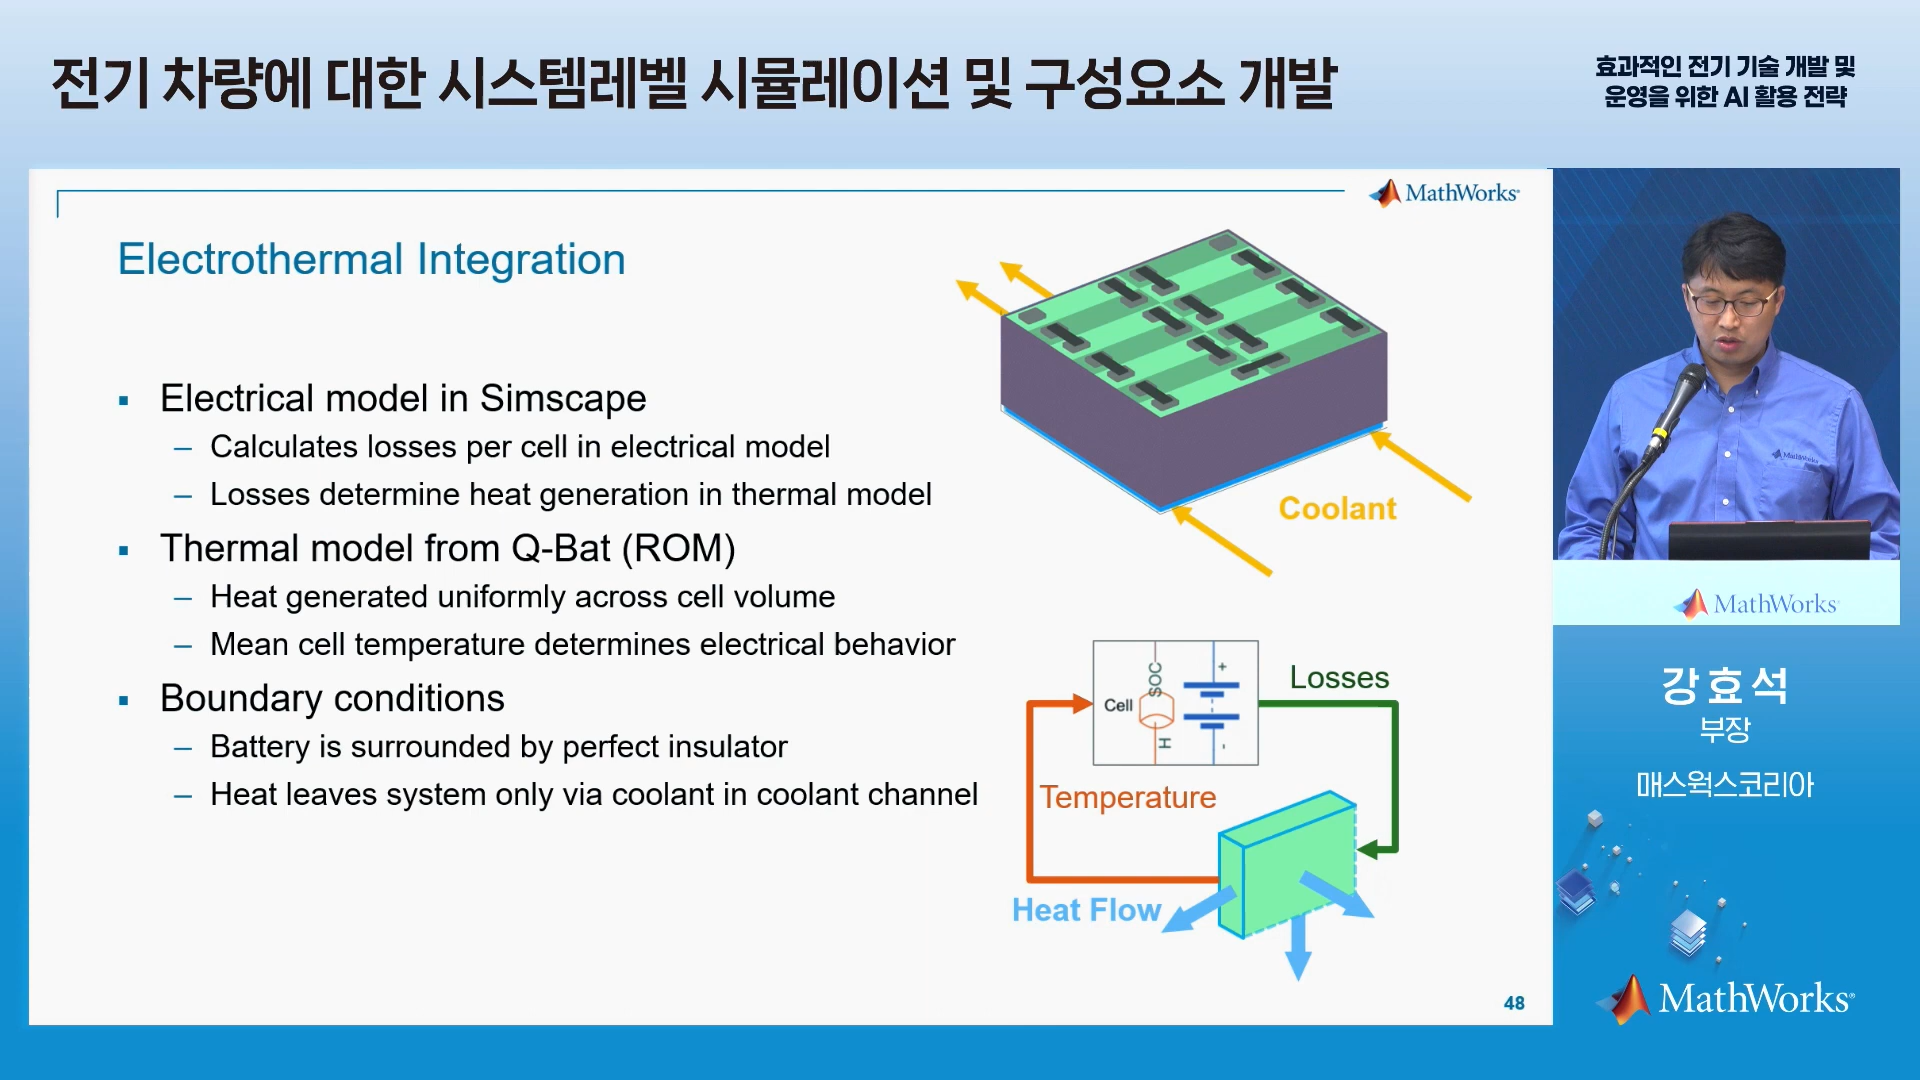 전기 차량에 대한 시스템레벨 시뮬레이션 및 구성요소 개발
효과적인 전기 기술 개발 및
운영을 위한 AI 활용 전략
MathWorks®
Electrothermal Integration
▪ Electrical model in Simscape
– Calculates losses per cell in electrical model
– Losses determine heat generation in thermal model
▪ Thermal model from Q-Bat (ROM)
– Heat generated uniformly across cell volume
– Mean cell temperature determines electrical behavior
▪ Boundary conditions
– Battery is surrounded by perfect insulator
– Heat leaves system only via coolant in coolant channel
Coolant
Cell
SOC
H
+
-
Losses
Temperature
Heat Flow
48
MathWorks
MathWorks®
강효석
부장
매스웍스코리아
MathWorks®